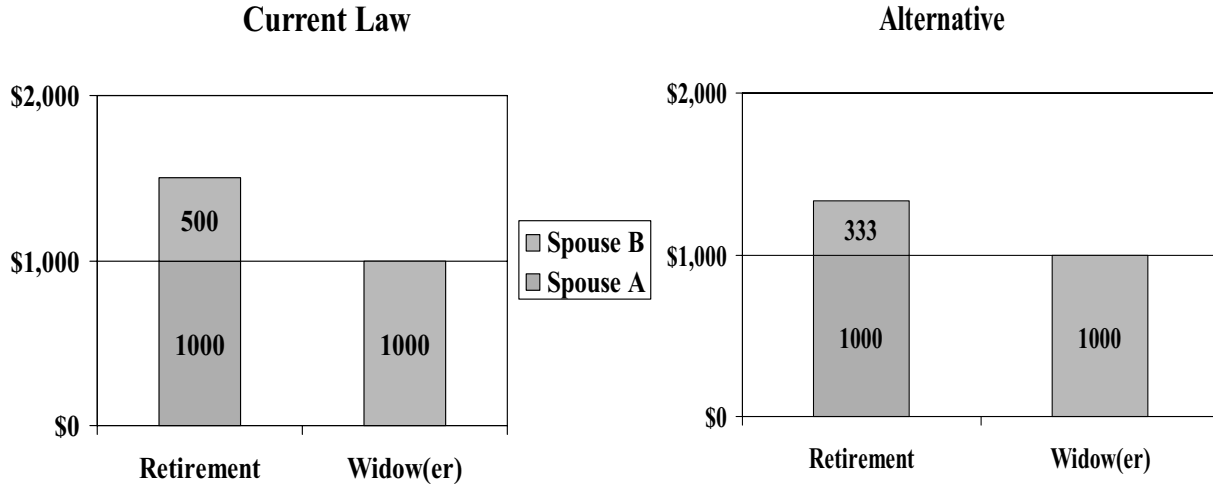 Current Law
$2,000
$1,000
$0
500
1000
1000
Retirement
Widow(er)
Spouse B
Spouse A
Alternative
$2,000
$1,000
$0
333
1000
1000
Retirement
Widow(er)